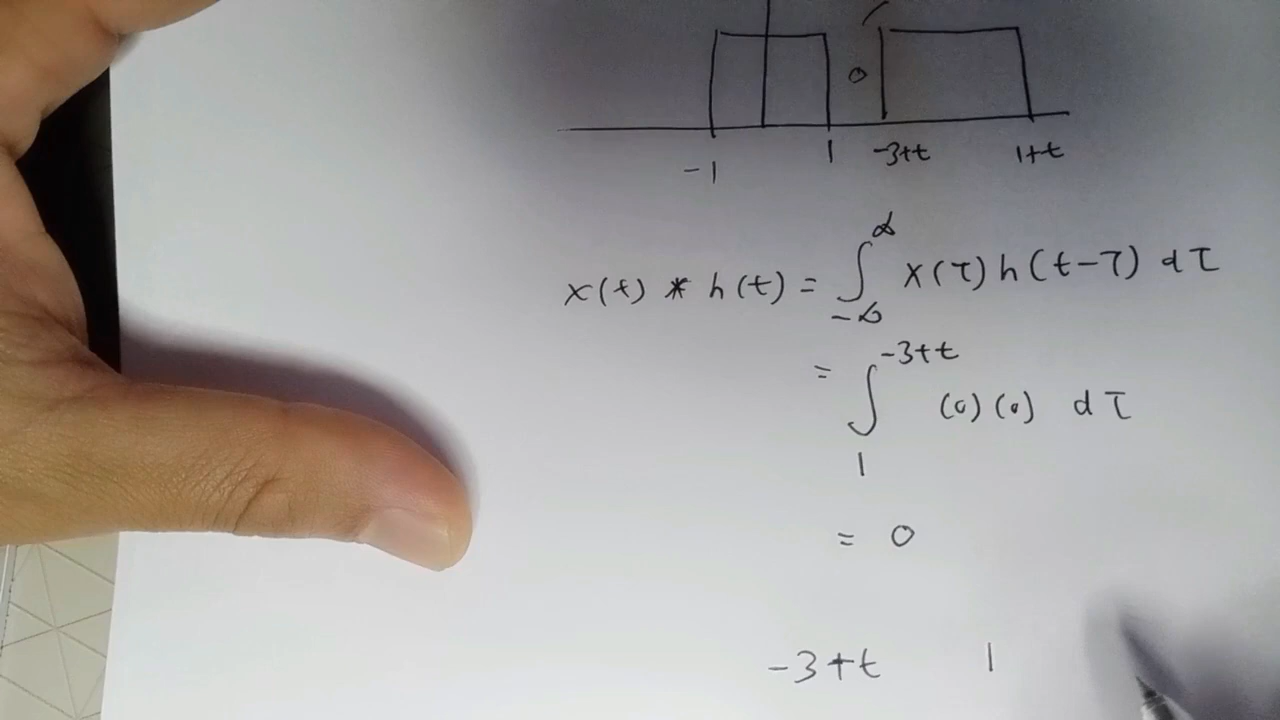 0
-1 1 -3+t 1+t
x(t) * h(t) = ∫_{-∞}^{∞} x(τ) h(t-τ) dτ
= ∫_{1}^{-3+t} (0)(0) dτ
= 0
-3+t 1